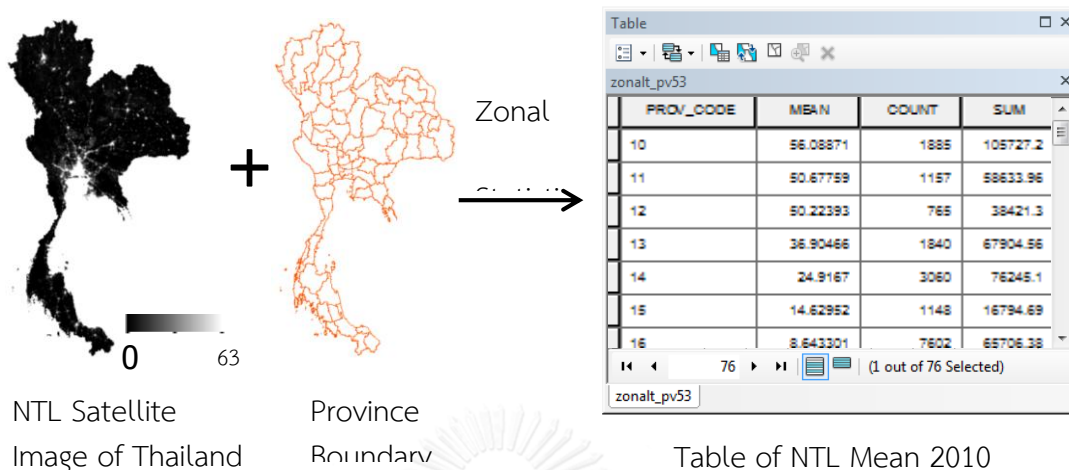 Zonal
Statisti
0
63
NTL Satellite
Image of Thailand
Province
Boundary
Table
zonalt_pv53
PROV_CODE MEAN COUNT SUM
10 56.08871 1885 105727.2
11 50.67759 1157 58633.96
12 50.22393 765 38421.3
13 36.90466 1840 67904.56
14 24.9167 3060 76245.1
15 14.62952 1148 16794.69
16 8.643301 7602 65706.38
76 (1 out of 76 Selected)
zonalt_pv53
Table of NTL Mean 2010